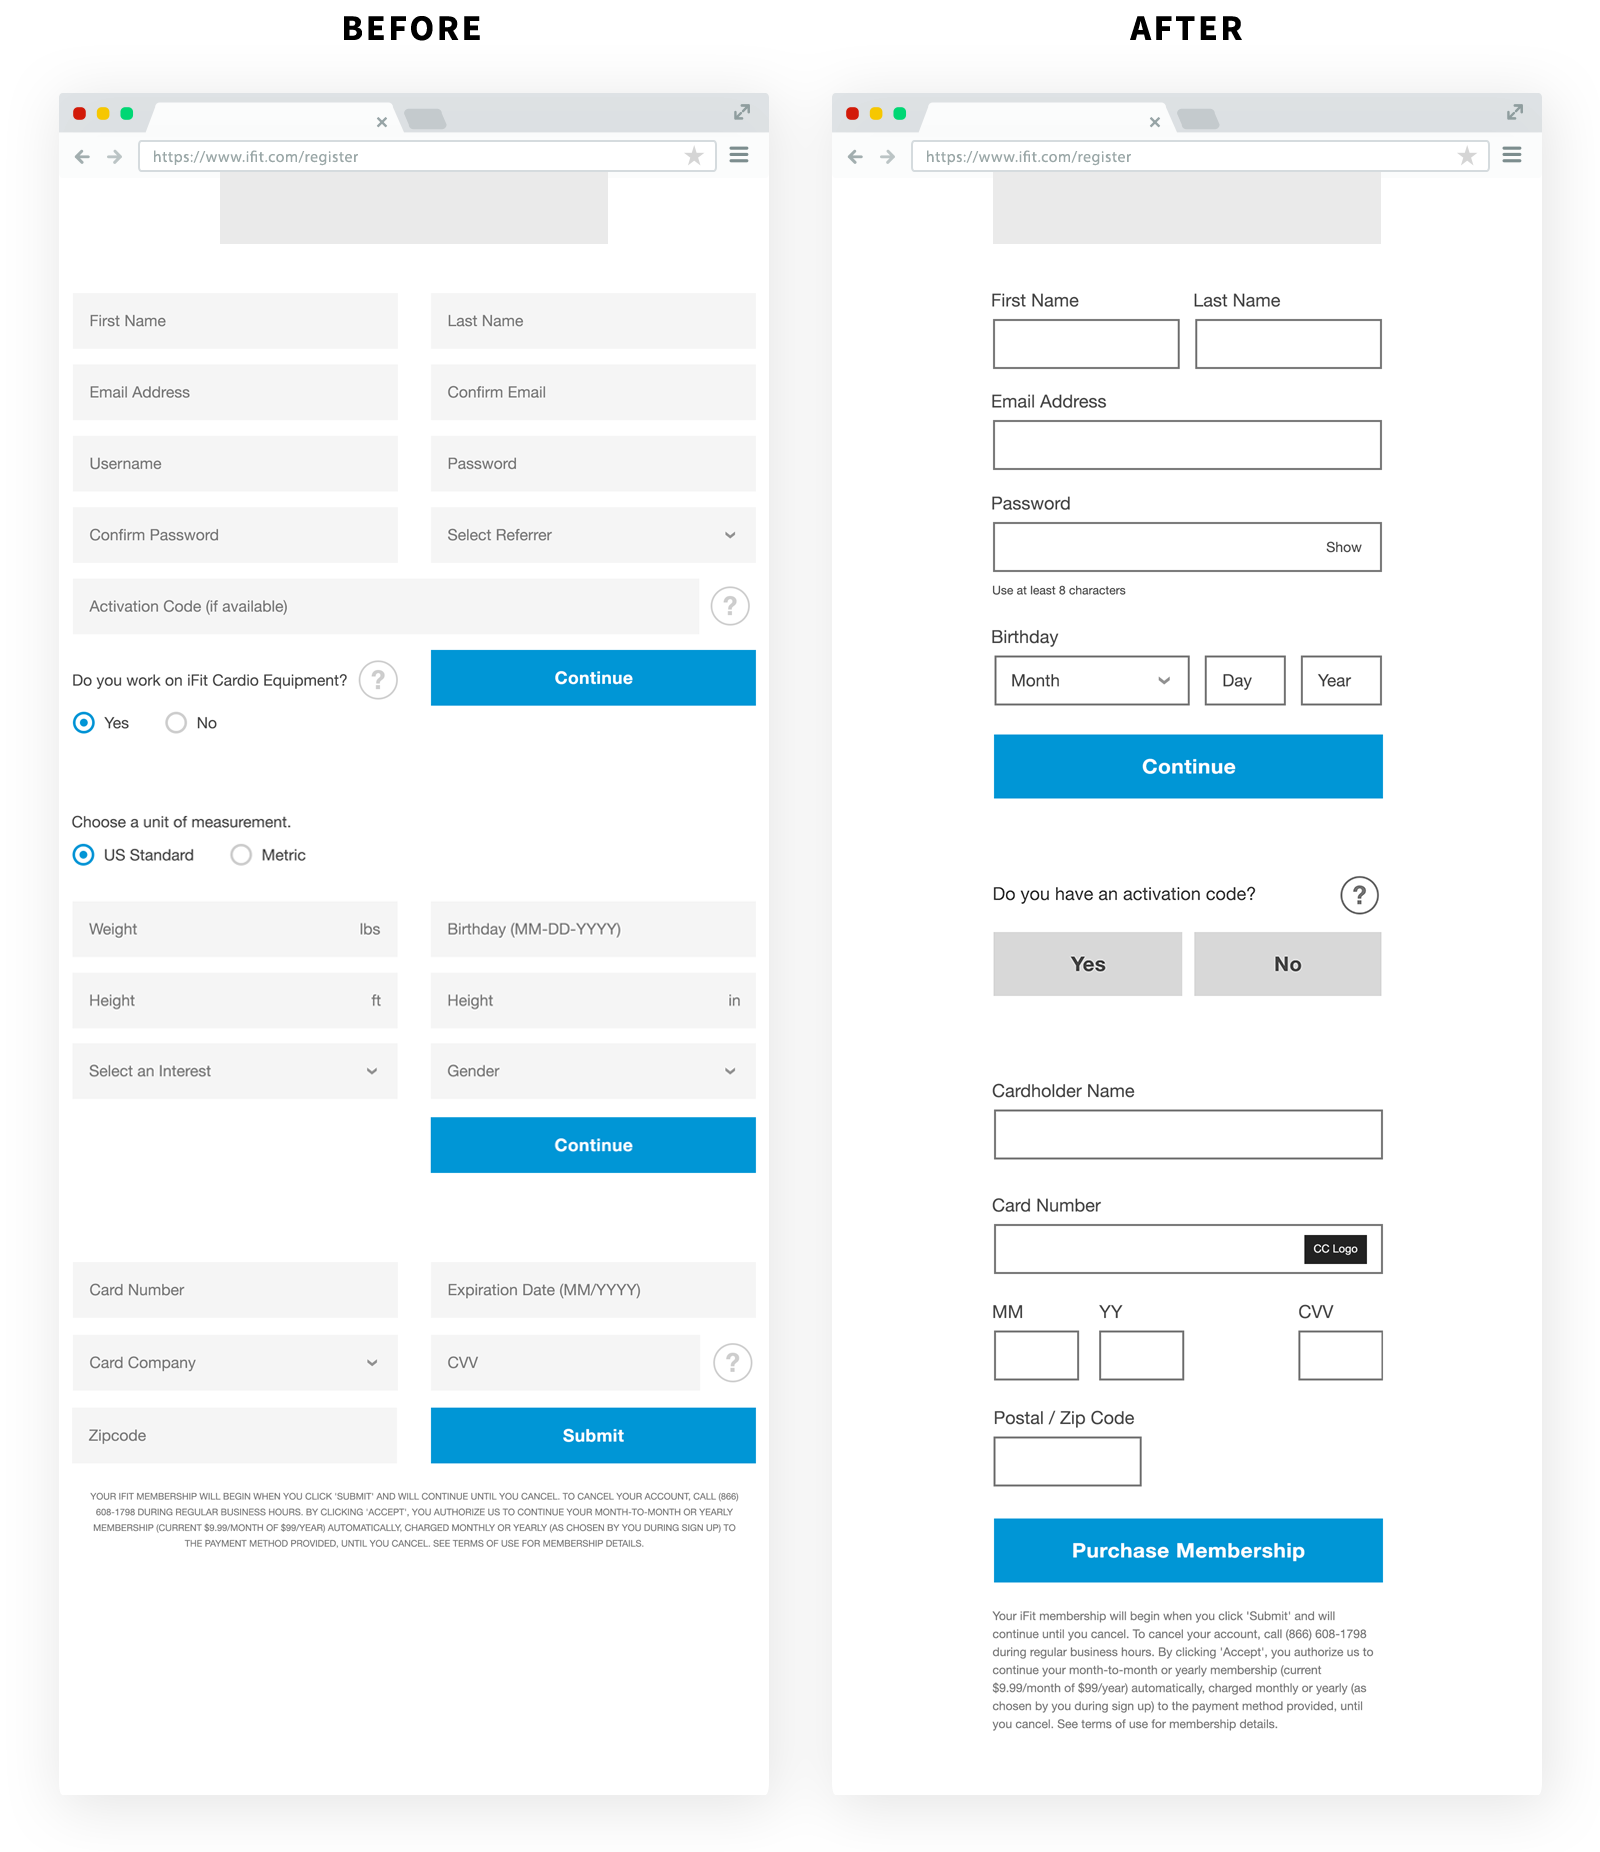 BEFORE
https://www.ifit.com/register
First Name
Last Name
Email Address
Confirm Email
Username
Password
Confirm Password
Select Referrer
Activation Code (if available)
?
Do you work on iFit Cardio Equipment?
?
Continue
Yes
No
Choose a unit of measurement.
US Standard
Metric
Weight
lbs
Birthday (MM-DD-YYYY)
Height
ft
Height
in
Select an Interest
Gender
Continue
Card Number
Expiration Date (MM/YYYY)
Card Company
CVV
?
Zipcode
Submit
YOUR IFIT MEMBERSHIP WILL BEGIN WHEN YOU CLICK 'SUBMIT' AND WILL CONTINUE UNTIL YOU CANCEL. TO CANCEL YOUR ACCOUNT, CALL (866)
608-1798 DURING REGULAR BUSINESS HOURS. BY CLICKING 'ACCEPT', YOU AUTHORIZE US TO CONTINUE YOUR MONTH-TO-MONTH OR YEARLY
MEMBERSHIP (CURRENT $9.99/MONTH OF $99/YEAR) AUTOMATICALLY, CHARGED MONTHLY OR YEARLY (AS CHOSEN BY YOU DURING SIGN UP) TO
THE PAYMENT METHOD PROVIDED, UNTIL YOU CANCEL. SEE TERMS OF USE FOR MEMBERSHIP DETAILS.
AFTER
https://www.ifit.com/register
First Name
Last Name
Email Address
Password
Show
Use at least 8 characters
Birthday
Month
Day
Year
Continue
Do you have an activation code?
?
Yes
No
Cardholder Name
Card Number
CC Logo
MM
YY
CVV
Postal / Zip Code
Purchase Membership
Your iFit membership will begin when you click 'Submit' and will
continue until you cancel. To cancel your account, call (866) 608-1798
during regular business hours. By clicking 'Accept', you authorize us to
continue your month-to-month or yearly membership (current
$9.99/month of $99/year) automatically, charged monthly or yearly (as
chosen by you during sign up) to the payment method provided, until
you cancel. See terms of use for membership details.